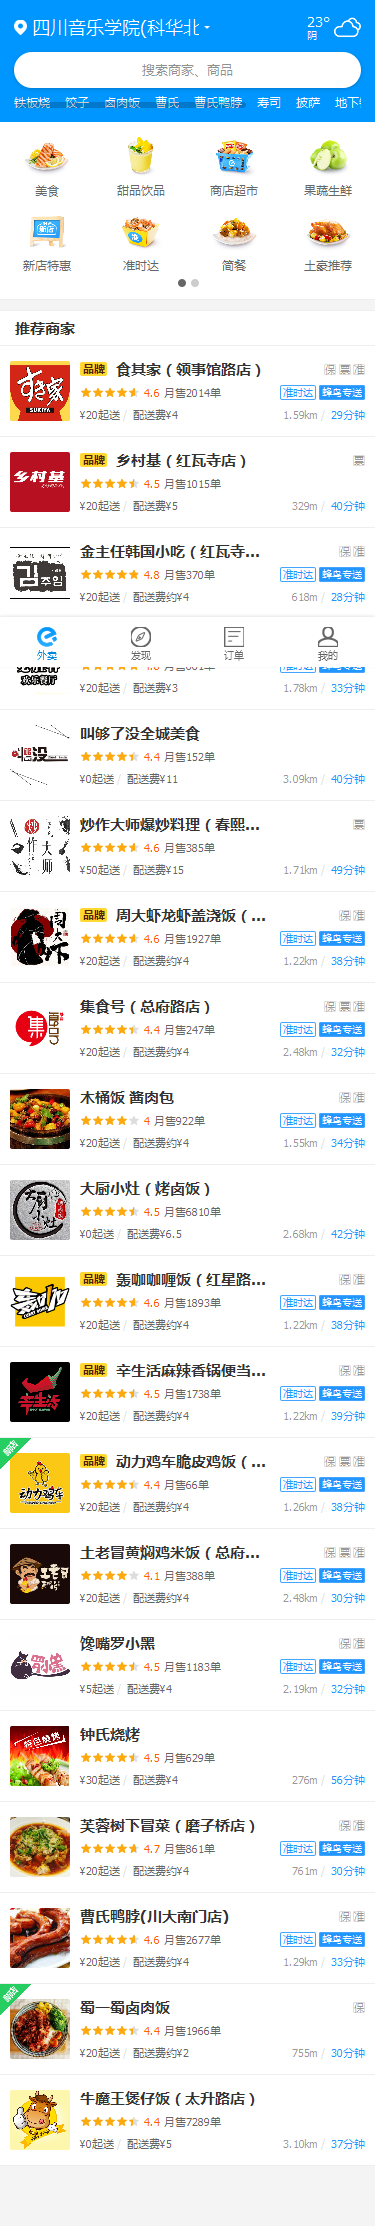 四川音乐学院(科华北
23°
阴
搜索商家、商品
铁板烧 饺子 卤肉饭 曹氏 曹氏鸭脖 寿司 披萨 地下
美食 甜品饮品 商店超市 果蔬生鲜
新店特惠 准时达 简餐 土豪推荐
推荐商家
品牌 食其家（领事馆路店） 保 票 准
4.6 月售2014单 准时达 蜂鸟专送
¥20起送 / 配送费¥4 1.59km / 29分钟
すき家
SUKIYA
品牌 乡村基（红瓦寺店） 票
4.5 月售1015单
¥20起送 / 配送费¥5 329m / 40分钟
乡村基
金主任韩国小吃（红瓦寺... 保 准
4.8 月售370单 准时达 蜂鸟专送
¥20起送 / 配送费约¥4 618m / 28分钟
김주임
外卖 发现 订单 我的
¥20起送 / 配送费¥3 1.78km / 33分钟
欢乐餐厅
叫够了没全城美食
4.4 月售152单
¥0起送 / 配送费¥11 3.09km / 40分钟
炒作大师爆炒料理（春熙... 票
4.6 月售385单
¥50起送 / 配送费¥15 1.71km / 49分钟
炒作大师
品牌 周大虾龙虾盖浇饭（... 保 准
4.6 月售1927单 准时达 蜂鸟专送
¥20起送 / 配送费约¥4 1.22km / 38分钟
周大虾
集食号（总府路店） 保 票 准
4.4 月售247单 准时达 蜂鸟专送
¥20起送 / 配送费约¥4 2.48km / 32分钟
集
木桶饭 酱肉包 保 准
4 月售922单 准时达 蜂鸟专送
¥20起送 / 配送费约¥4 1.55km / 34分钟
大厨小灶（烤卤饭）
4.5 月售6810单
¥0起送 / 配送费¥6.5 2.68km / 42分钟
品牌 轰咖咖喱饭（红星路... 保 准
4.6 月售1893单 准时达 蜂鸟专送
¥20起送 / 配送费约¥4 1.22km / 38分钟
品牌 辛生活麻辣香锅便当... 保 准
4.5 月售1738单 准时达 蜂鸟专送
¥20起送 / 配送费约¥4 1.22km / 39分钟
辛生活
新店
品牌 动力鸡车脆皮鸡饭（... 保 票 准
4.4 月售66单 准时达 蜂鸟专送
¥20起送 / 配送费约¥4 1.26km / 38分钟
动力鸡车
土老冒黄焖鸡米饭（总府... 保 票 准
4.1 月售388单 准时达 蜂鸟专送
¥20起送 / 配送费约¥4 2.48km / 30分钟
馋嘴罗小黑 保 准
4.5 月售1183单 准时达 蜂鸟专送
¥5起送 / 配送费¥4 2.19km / 32分钟
钟氏烧烤
4.5 月售629单
¥30起送 / 配送费¥4 276m / 56分钟
特色烧烤
芙蓉树下冒菜（磨子桥店） 保 准
4.7 月售861单 准时达 蜂鸟专送
¥20起送 / 配送费约¥4 761m / 30分钟
曹氏鸭脖(川大南门店) 保 准
4.6 月售2677单 准时达 蜂鸟专送
¥20起送 / 配送费约¥4 1.29km / 33分钟
新店
蜀一蜀卤肉饭 保
4.4 月售1966单
¥20起送 / 配送费约¥2 755m / 30分钟
牛魔王煲仔饭（太升路店）
4.4 月售7289单
¥0起送 / 配送费¥5 3.10km / 37分钟